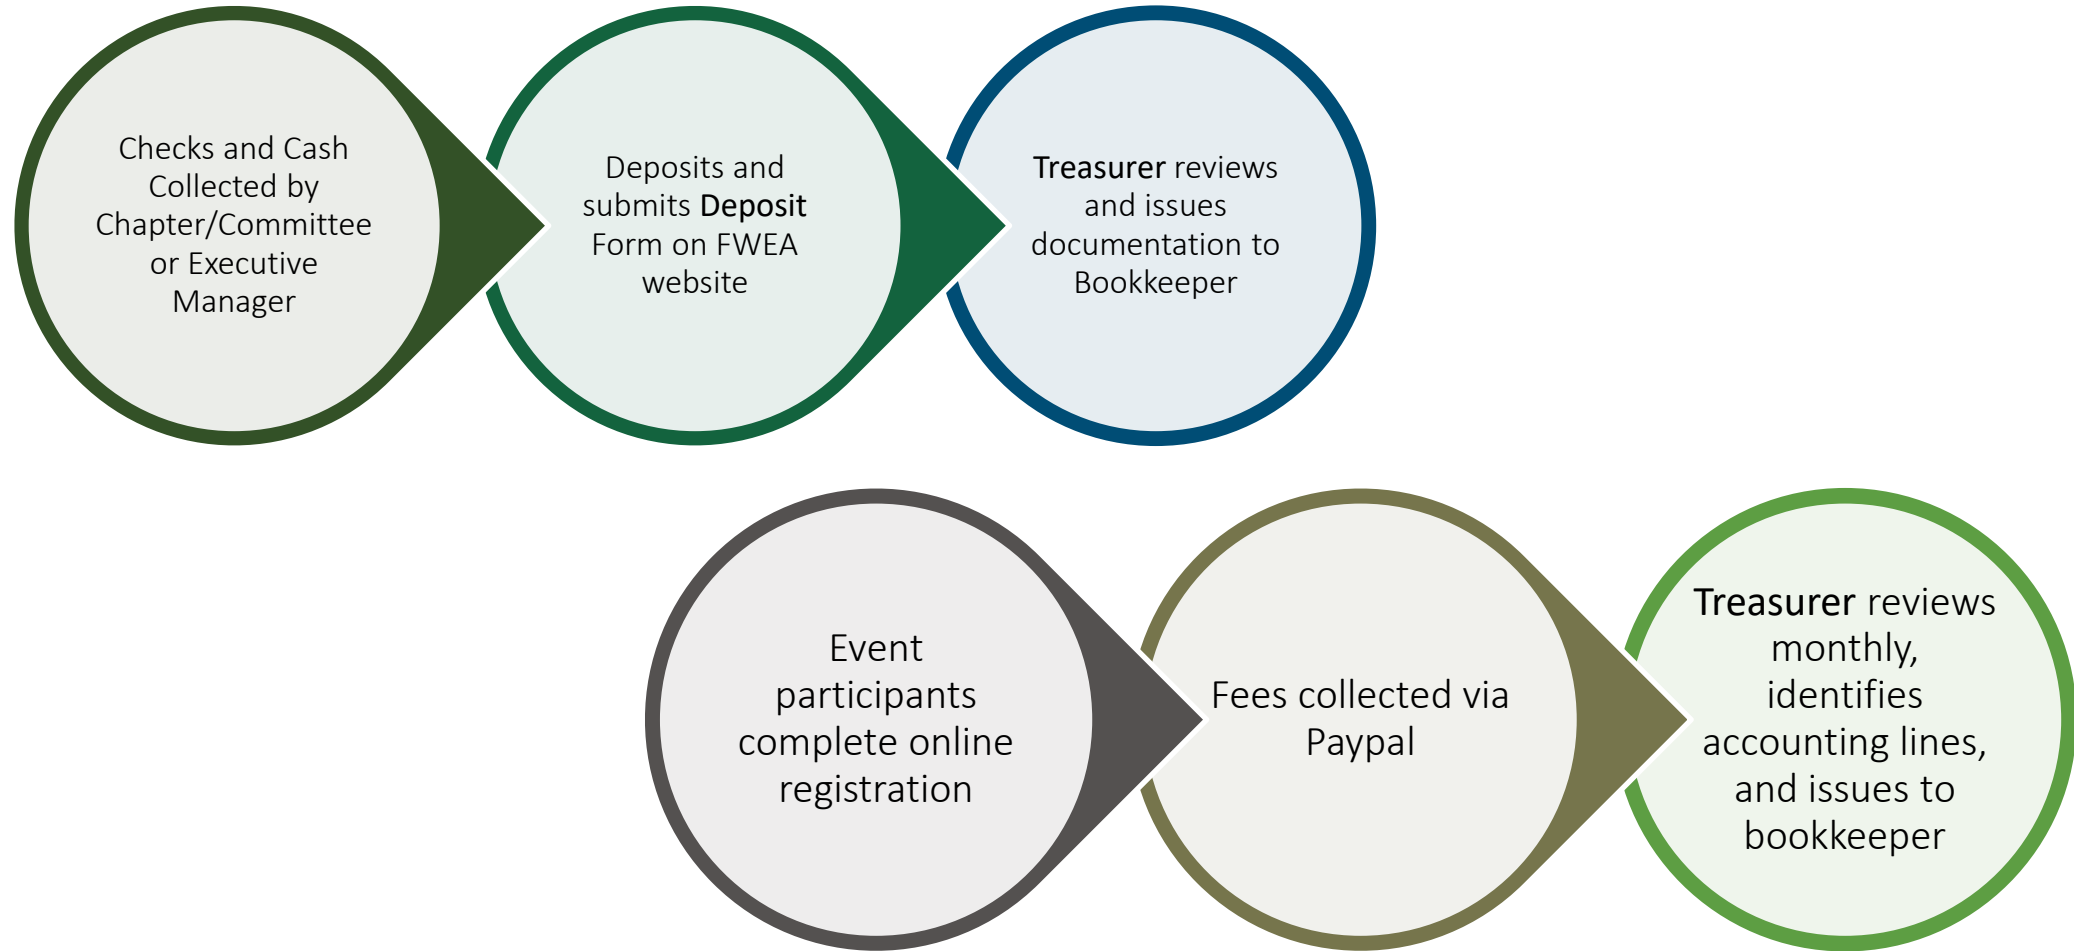 Checks and Cash
Collected by
Chapter/Committee
or Executive
Manager
Deposits and
submits Deposit
Form on FWEA
website
Treasurer reviews
and issues
documentation to
Bookkeeper
Event
participants
complete online
registration
Fees collected via
Paypal
Treasurer reviews
monthly,
identifies
accounting lines,
and issues to
bookkeeper